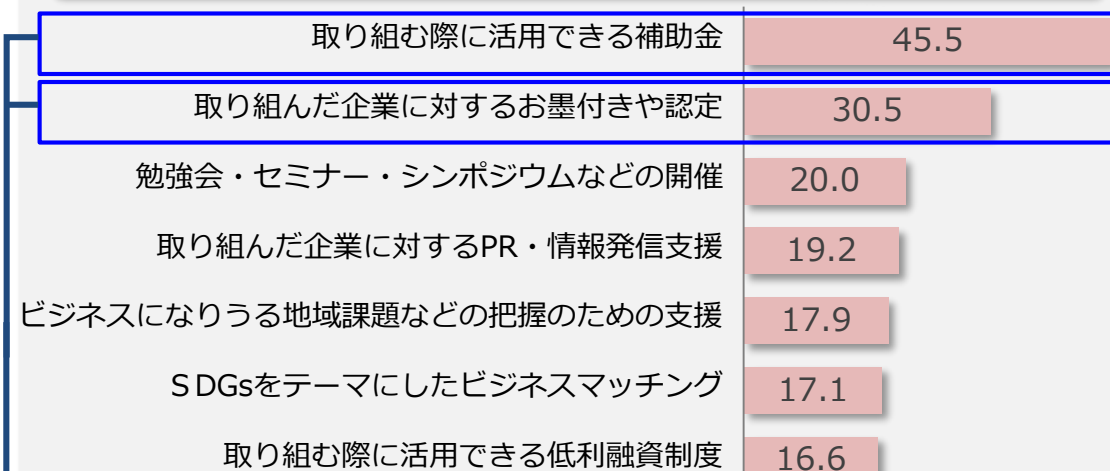 取り組む際に活用できる補助金 45.5
取り組んだ企業に対するお墨付きや認定 30.5
勉強会・セミナー・シンポジウムなどの開催 20.0
取り組んだ企業に対するPR・情報発信支援 19.2
ビジネスになりうる地域課題などの把握のための支援 17.9
ＳDGsをテーマにしたビジネスマッチング 17.1
取り組む際に活用できる低利融資制度 16.6